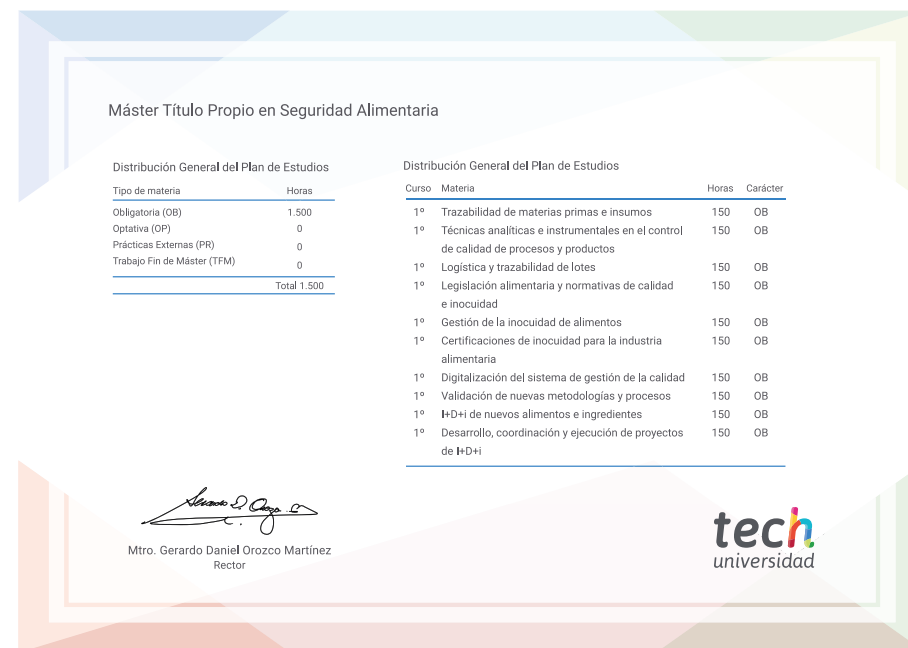 Máster Título Propio en Seguridad Alimentaria
Distribución General del Plan de Estudios
Tipo de materia Horas
Obligatoria (OB) 1.500
Optativa (OP) 0
Prácticas Externas (PR) 0
Trabajo Fin de Máster (TFM) 0
Total 1.500
Distribución General del Plan de Estudios
Curso Materia Horas Carácter
1º Trazabilidad de materias primas e insumos 150 OB
1º Técnicas analíticas e instrumentales en el control 150 OB
de calidad de procesos y productos
1º Logística y trazabilidad de lotes 150 OB
1º Legislación alimentaria y normativas de calidad 150 OB
e inocuidad
1º Gestión de la inocuidad de alimentos 150 OB
1º Certificaciones de inocuidad para la industria 150 OB
alimentaria
1º Digitalización del sistema de gestión de la calidad 150 OB
1º Validación de nuevas metodologías y procesos 150 OB
1º I+D+i de nuevos alimentos e ingredientes 150 OB
1º Desarrollo, coordinación y ejecución de proyectos 150 OB
de I+D+i
Mtro. Gerardo Daniel Orozco Martínez
Rector
tech
universidad